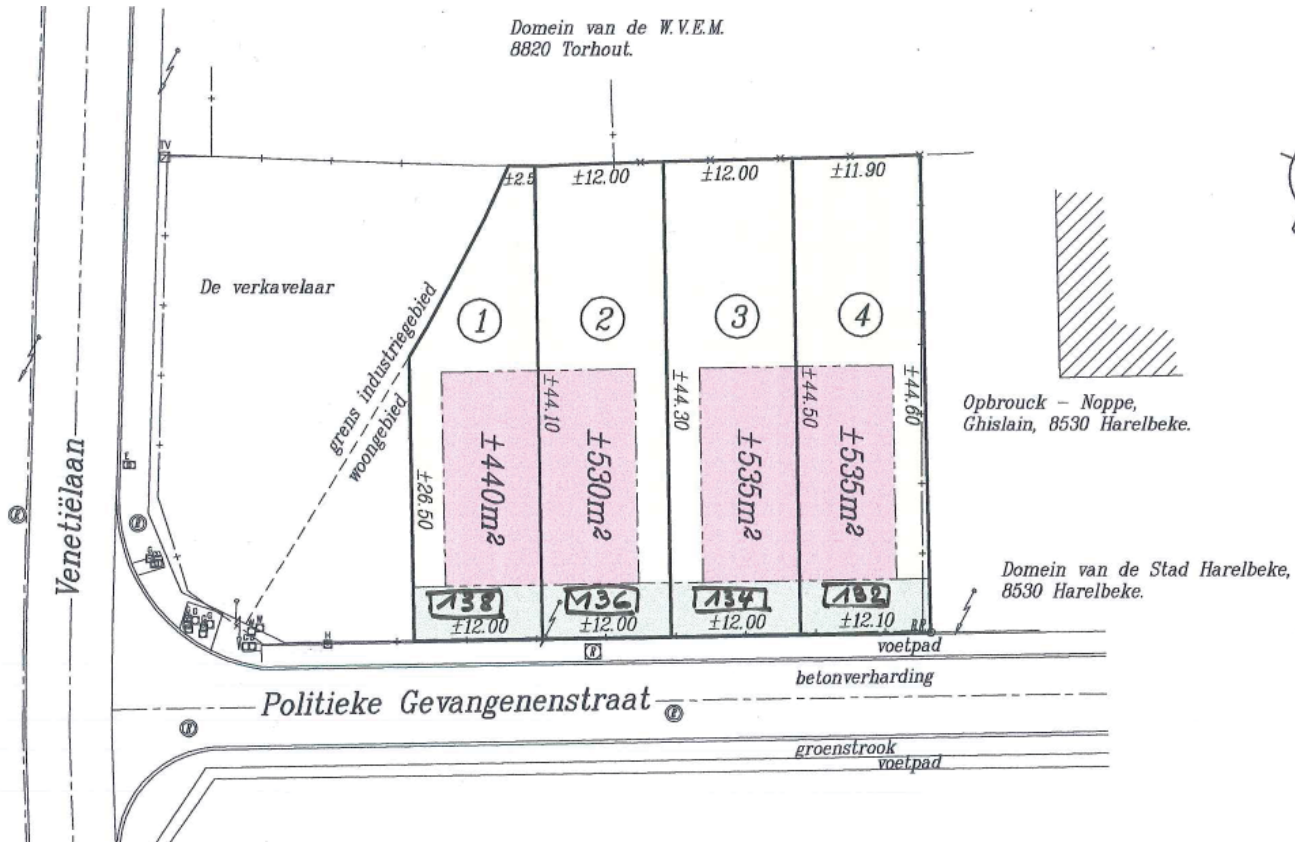 Domein van de W.V.E.M.
8820 Torhout.
TV
±2.5
±12.00
±12.00
±11.90
De verkavelaar
grens industriegebied
woongebied
1
2
3
4
±26.50
±44.10
±44.30
±44.50
±44.60
±440m²
±530m²
±535m²
±535m²
Opbrouck – Noppe,
Ghislain, 8530 Harelbeke.
Venetiëlaan
Domein van de Stad Harelbeke,
8530 Harelbeke.
138
136
134
132
±12.00
±12.00
±12.00
±12.10
voetpad
betonverharding
Politieke Gevangenenstraat
groenstrook
voetpad